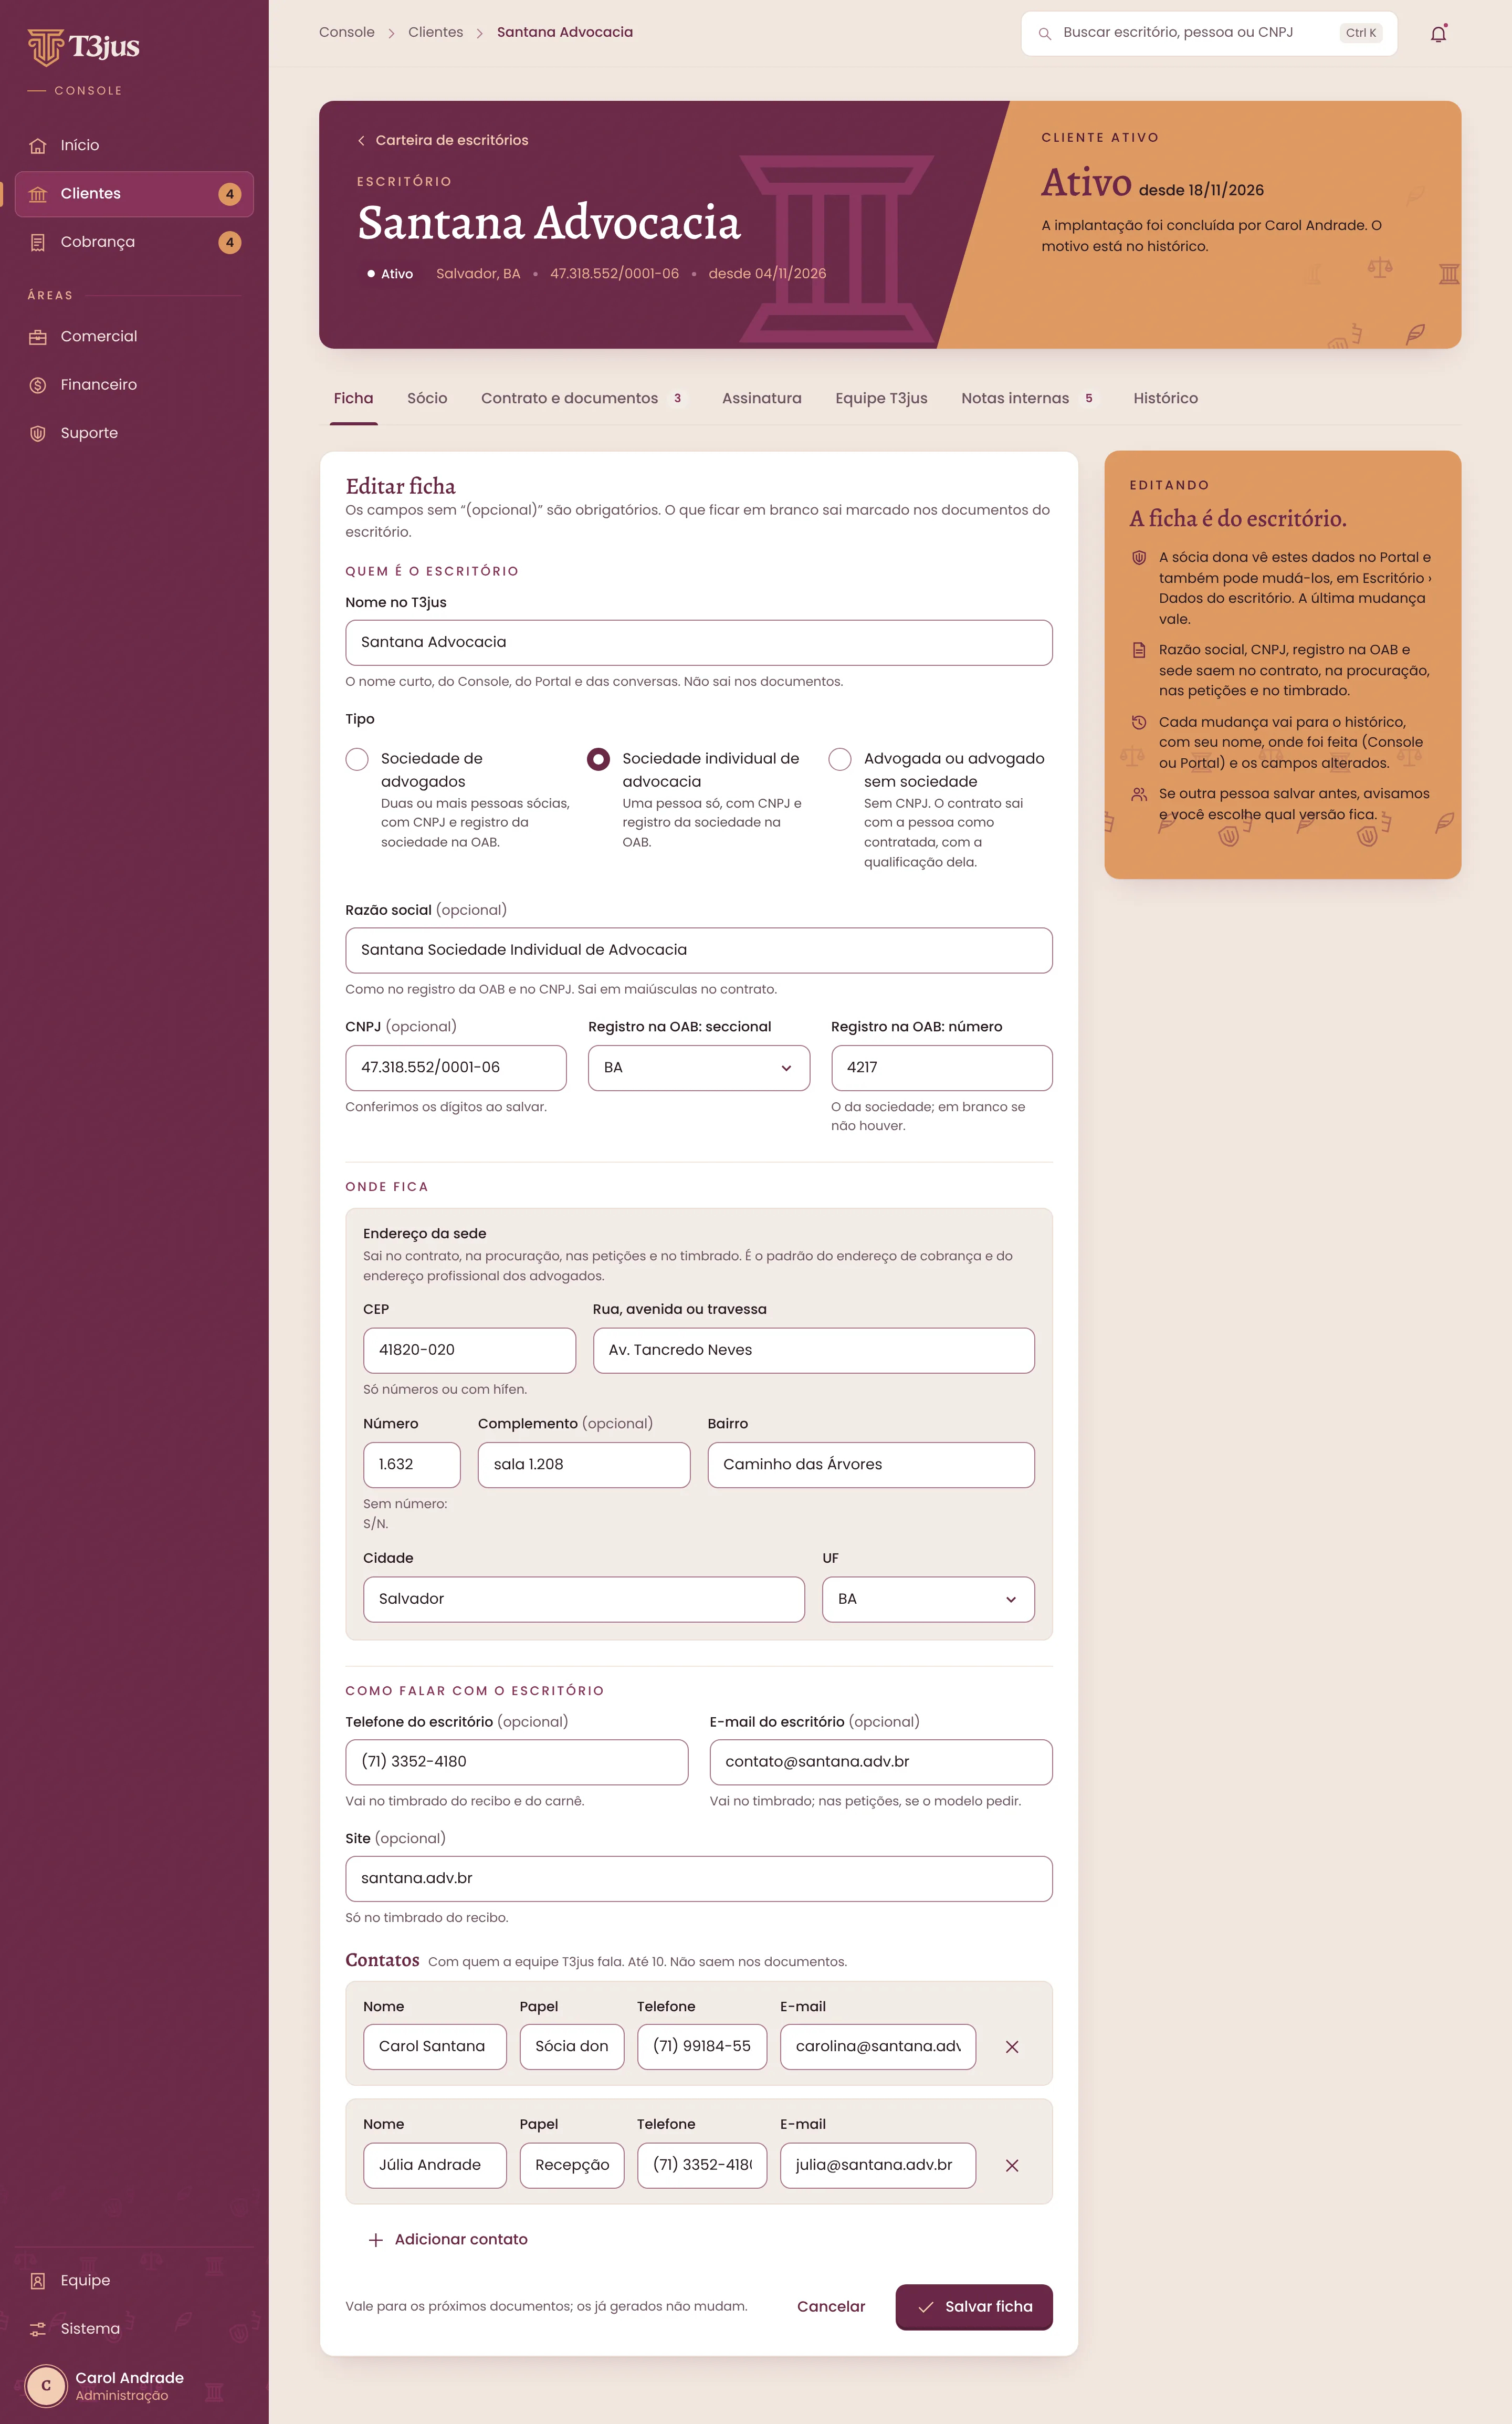 T3jus
CONSOLE
Início
Clientes 4
Cobrança 4
ÁREAS
Comercial
Financeiro
Suporte
Equipe
Sistema
C
Carol Andrade
Administração
Console > Clientes > Santana Advocacia
Buscar escritório, pessoa ou CNPJ Ctrl K
Carteira de escritórios
ESCRITÓRIO
Santana Advocacia
Ativo Salvador, BA • 47.318.552/0001-06 • desde 04/11/2026
CLIENTE ATIVO
Ativo desde 18/11/2026
A implantação foi concluída por Carol Andrade. O
motivo está no histórico.
Ficha Sócio Contrato e documentos 3 Assinatura Equipe T3jus Notas internas 5 Histórico
Editar ficha
Os campos sem “(opcional)” são obrigatórios. O que ficar em branco sai marcado nos documentos do
escritório.
QUEM É O ESCRITÓRIO
Nome no T3jus
Santana Advocacia
O nome curto, do Console, do Portal e das conversas. Não sai nos documentos.
Tipo
Sociedade de
advogados
Duas ou mais pessoas sócias,
com CNPJ e registro da
sociedade na OAB.
Sociedade individual de
advocacia
Uma pessoa só, com CNPJ e
registro da sociedade na
OAB.
Advogada ou advogado
sem sociedade
Sem CNPJ. O contrato sai
com a pessoa como
contratada, com a
qualificação dela.
Razão social (opcional)
Santana Sociedade Individual de Advocacia
Como no registro da OAB e no CNPJ. Sai em maiúsculas no contrato.
CNPJ (opcional) Registro na OAB: seccional Registro na OAB: número
47.318.552/0001-06 BA 4217
Conferimos os dígitos ao salvar. O da sociedade; em branco se
não houver.
ONDE FICA
Endereço da sede
Sai no contrato, na procuração, nas petições e no timbrado. É o padrão do endereço de cobrança e do
endereço profissional dos advogados.
CEP Rua, avenida ou travessa
41820-020 Av. Tancredo Neves
Só números ou com hífen.
Número Complemento (opcional) Bairro
1.632 sala 1.208 Caminho das Árvores
Sem número:
S/N.
Cidade UF
Salvador BA
COMO FALAR COM O ESCRITÓRIO
Telefone do escritório (opcional) E-mail do escritório (opcional)
(71) 3352-4180 contato@santana.adv.br
Vai no timbrado do recibo e do carnê. Vai no timbrado; nas petições, se o modelo pedir.
Site (opcional)
santana.adv.br
Só no timbrado do recibo.
Contatos Com quem a equipe T3jus fala. Até 10. Não saem nos documentos.
Nome Papel Telefone E-mail
Carol Santana Sócia don (71) 99184-55 carolina@santana.adv
Nome Papel Telefone E-mail
Júlia Andrade Recepção (71) 3352-418 julia@santana.adv.br
Adicionar contato
Vale para os próximos documentos; os já gerados não mudam. Cancelar Salvar ficha
EDITANDO
A ficha é do escritório.
A sócia dona vê estes dados no Portal e
também pode mudá-los, em Escritório ›
Dados do escritório. A última mudança
vale.
Razão social, CNPJ, registro na OAB e
sede saem no contrato, na procuração,
nas petições e no timbrado.
Cada mudança vai para o histórico,
com seu nome, onde foi feita (Console
ou Portal) e os campos alterados.
Se outra pessoa salvar antes, avisamos
e você escolhe qual versão fica.